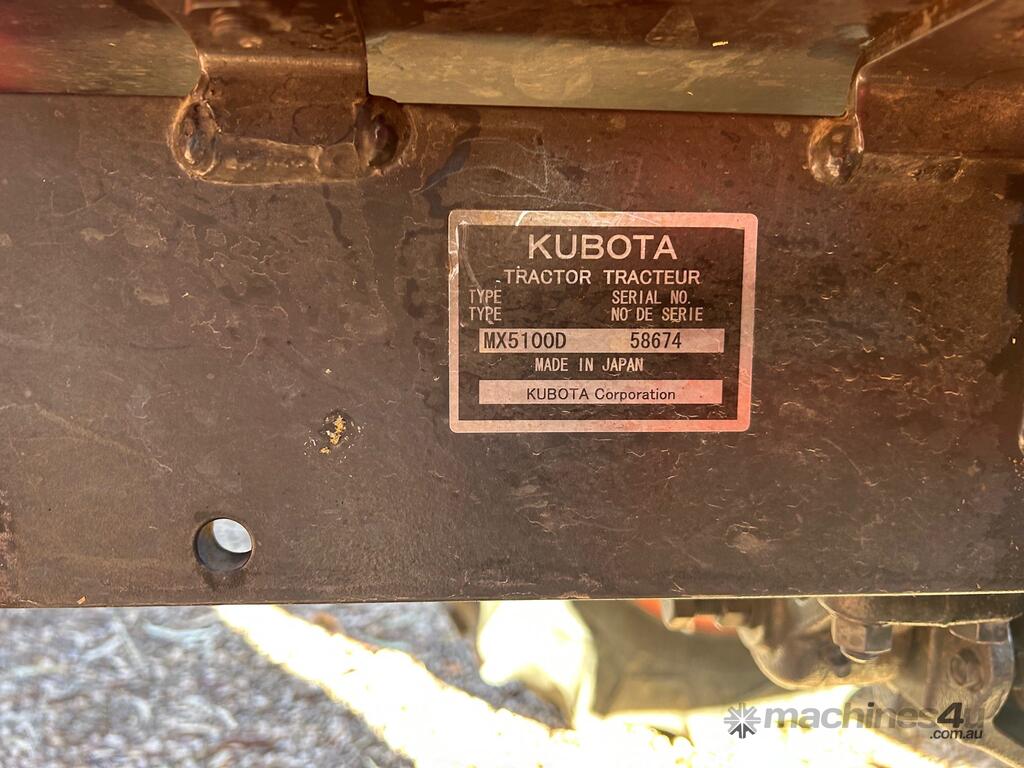 KUBOTA
TRACTOR TRACTEUR
TYPE SERIAL NO.
TYPE NO DE SERIE
MX5100D 58674
MADE IN JAPAN
KUBOTA Corporation
machines4u
.com.au